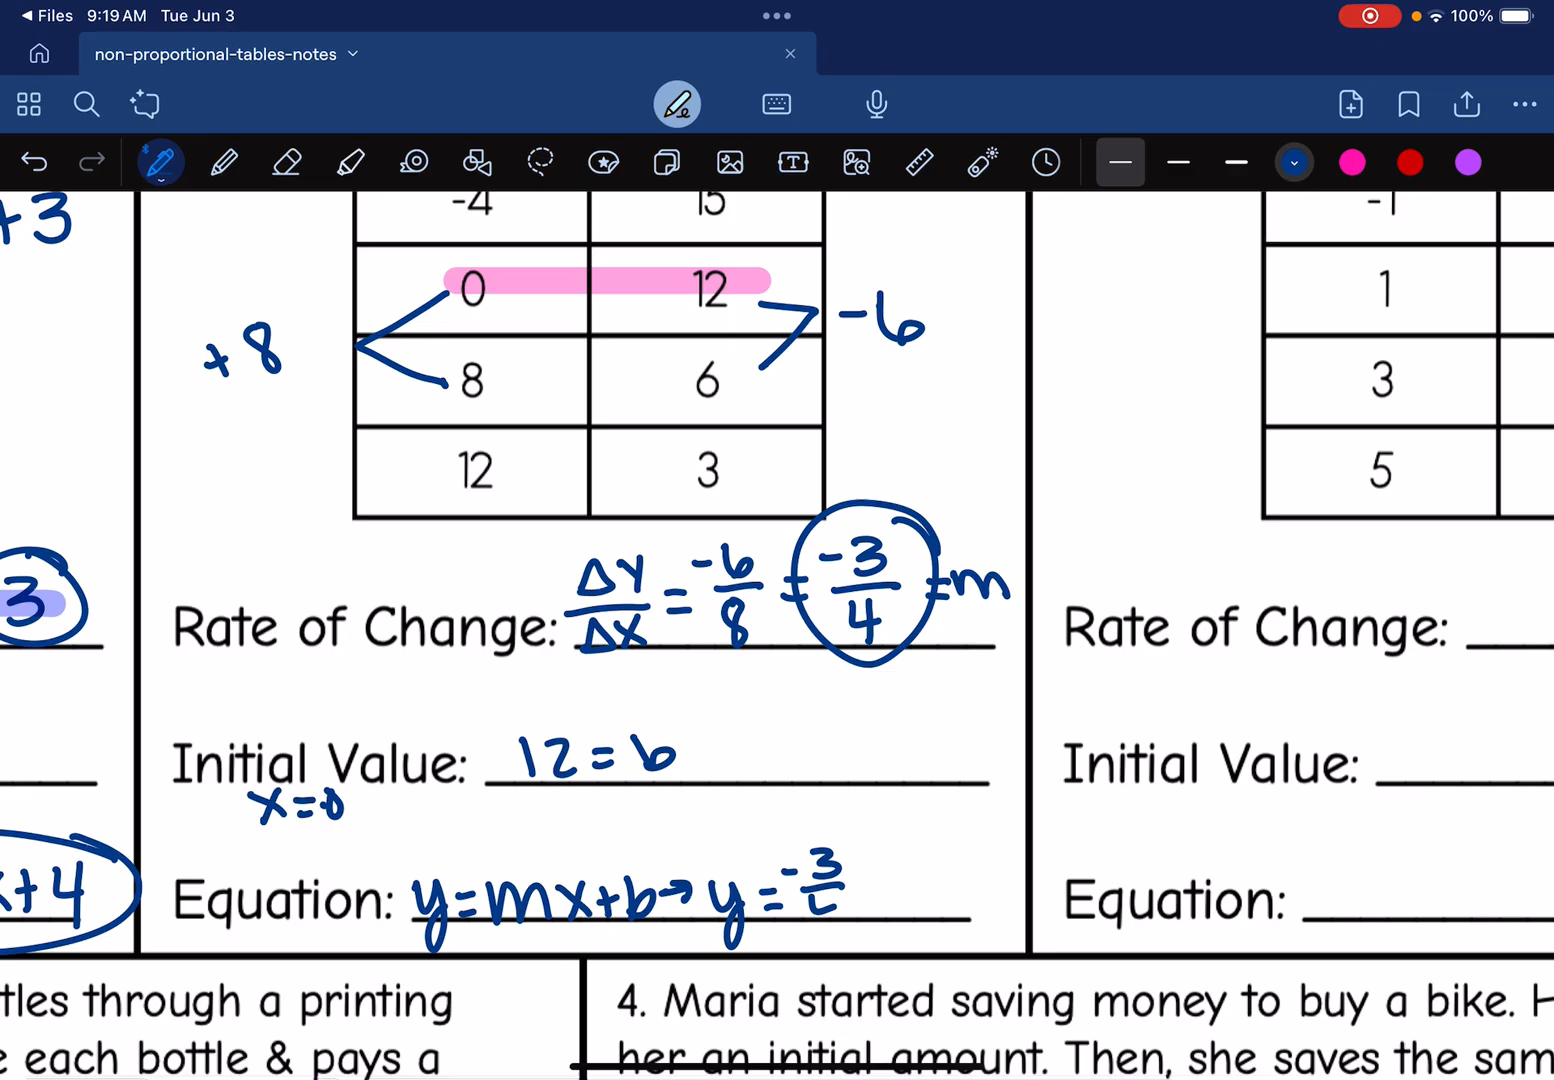 Files 9:19 AM Tue Jun 3 100%
non-proportional-tables-notes
+3
-4 15
0 12
+8
-6
8 6
12 3
-1
1
3
5
3
Rate of Change: ΔY/ΔX = -6/8 = -3/4 = m
Rate of Change:
Initial Value: 12 = b
x=0
Initial Value:
x+4
Equation: y=mx+b→ y = -3/
Equation:
tles through a printing
each bottle & pays a
4. Maria started saving money to buy a bike.
her an initial amount. Then, she saves the sam